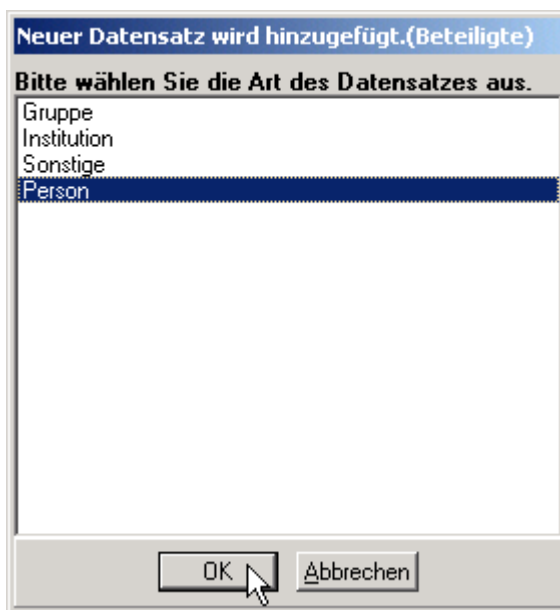 Neuer Datensatz wird hinzugefügt.(Beteiligte)
Bitte wählen Sie die Art des Datensatzes aus.
Gruppe
Institution
Sonstige
Person
OK
Abbrechen